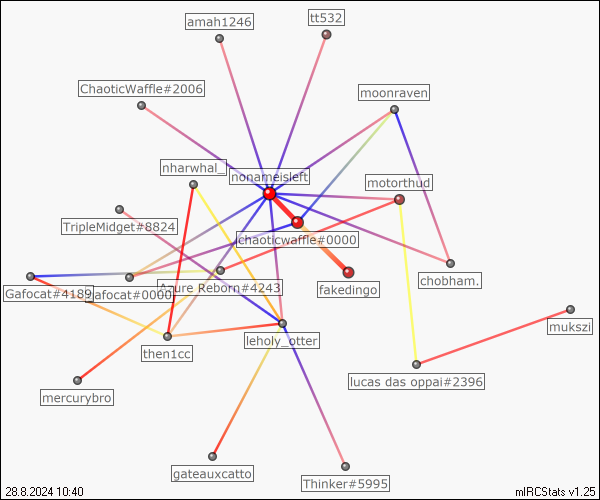 amah1246
tt532
ChaoticWaffle#2006
moonraven
nharwhal_
nonameisleft
motorthud
TripleMidget#8824
chaoticwaffle#0000
Gafocat#4189
gafocat#0000
Azure Reborn#4243
fakedingo
chobham.
mukszi
then1cc
leholy_otter
lucas das oppai#2396
mercurybro
gateauxcatto
Thinker#5995
28.8.2024 10:40
mIRCStats v1.25